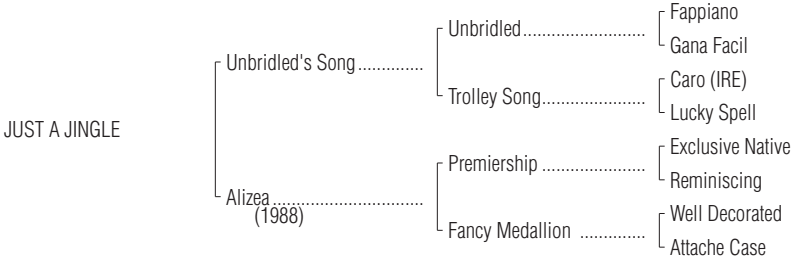 Fappiano
Unbridled..............................
Gana Facil
Unbridled's Song ..............
Caro (IRE)
Trolley Song.........................
Lucky Spell
JUST A JINGLE
Exclusive Native
Premiership .........................
Reminiscing
Alizea .....................................
(1988)
Well Decorated
Fancy Medallion ...............
Attache Case